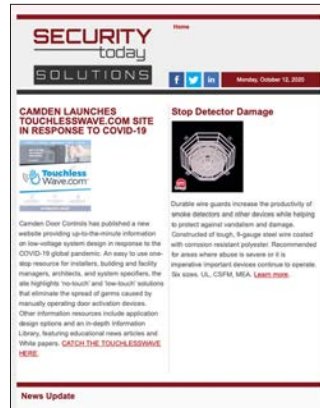 Home
SECURITY
today
SOLUTIONS
Monday, October 12, 2020
CAMDEN LAUNCHES
TOUCHLESSWAVE.COM SITE
IN RESPONSE TO COVID-19
Touchless
Wave.com
Camden Door Controls has published a new
website providing up-to-the-minute information
on low-voltage system design in response to the
COVID-19 global pandemic. An easy to use one-
stop resource for installers, building and facility
managers, architects, and system specifiers, the
site highlights 'no-touch' and 'low-touch' solutions
that eliminate the spread of germs caused by
manually operating door activation devices.
Other information resources include application
design options and an in-depth Information
Library, featuring educational news articles and
White papers. CATCH THE TOUCHLESSWAVE
HERE.
Stop Detector Damage
Durable wire guards increase the productivity of
smoke detectors and other devices while helping
to protect against vandalism and damage.
Constructed of tough, 9-gauge steel wire coated
with corrosion resistant polyester. Recommended
for areas where abuse is severe or it is
imperative important devices continue to operate.
Six sizes. UL, CSFM, MEA. Learn more.
News Update